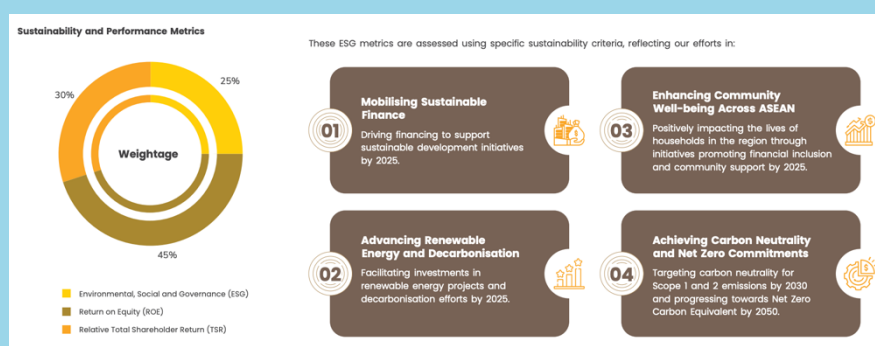 Sustainability and Performance Metrics
25%
30%
Weightage
45%
Environmental, Social and Governance (ESG)
Return on Equity (ROE)
Relative Total Shareholder Return (TSR)
These ESG metrics are assessed using specific sustainability criteria, reflecting our efforts in:
01
Mobilising Sustainable
Finance
Driving financing to support
sustainable development initiatives
by 2025.
02
Advancing Renewable
Energy and Decarbonisation
Facilitating investments in
renewable energy projects and
decarbonisation efforts by 2025.
03
Enhancing Community
Well-being Across ASEAN
Positively impacting the lives of
households in the region through
initiatives promoting financial inclusion
and community support by 2025.
04
Achieving Carbon Neutrality
and Net Zero Commitments
Targeting carbon neutrality for
Scope 1 and 2 emissions by 2030
and progressing towards Net Zero
Carbon Equivalent by 2050.